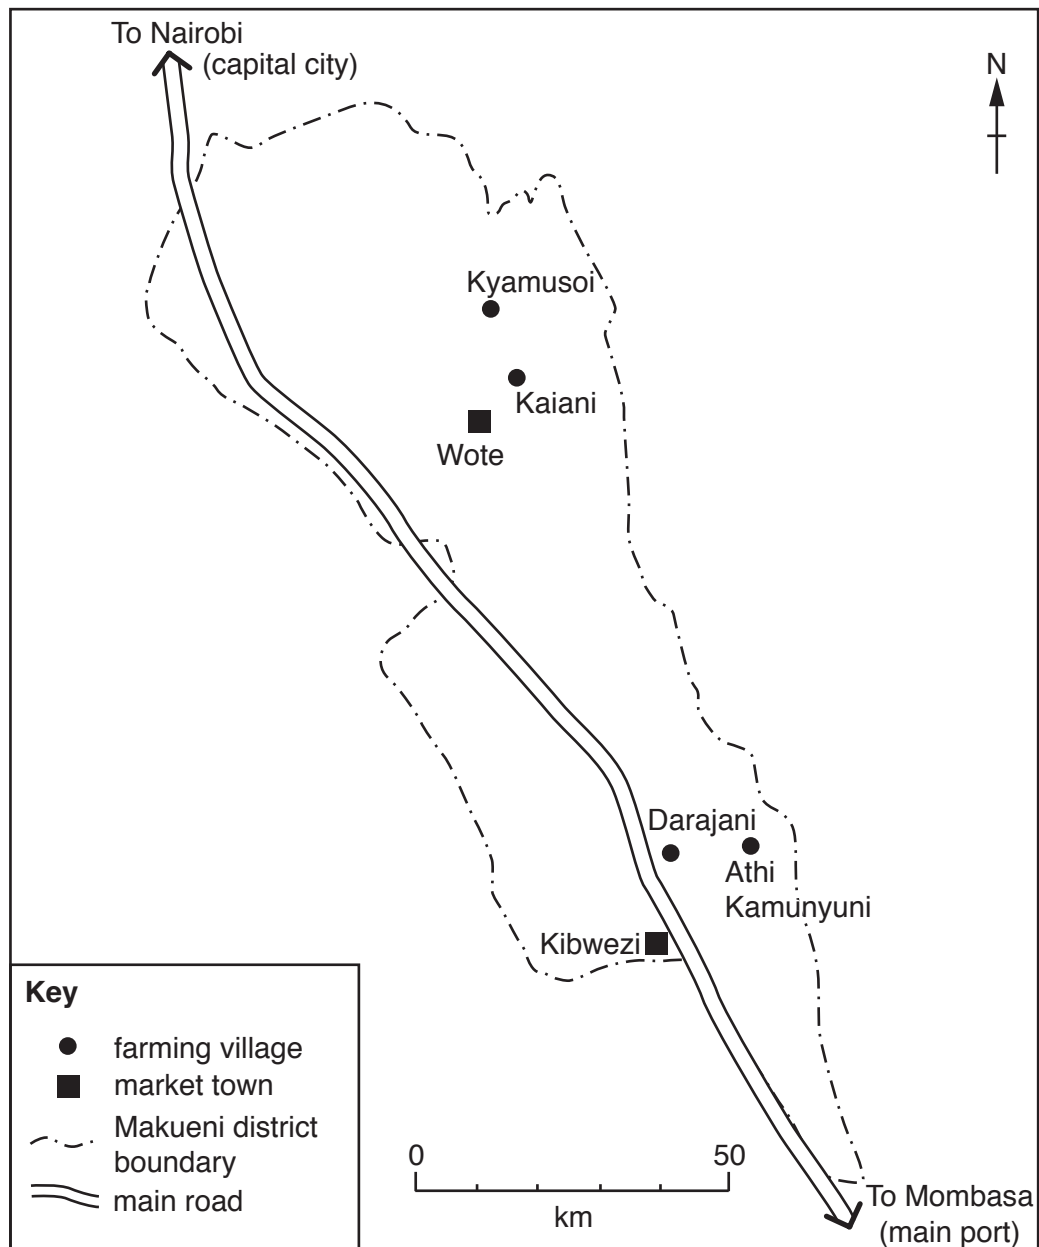 To Nairobi
(capital city)
N
Kyamusoi
Kaiani
Wote
Darajani
Athi
Kamunyuni
Kibwezi
Key
farming village
market town
Makueni district
boundary
main road
0 50
km
To Mombasa
(main port)